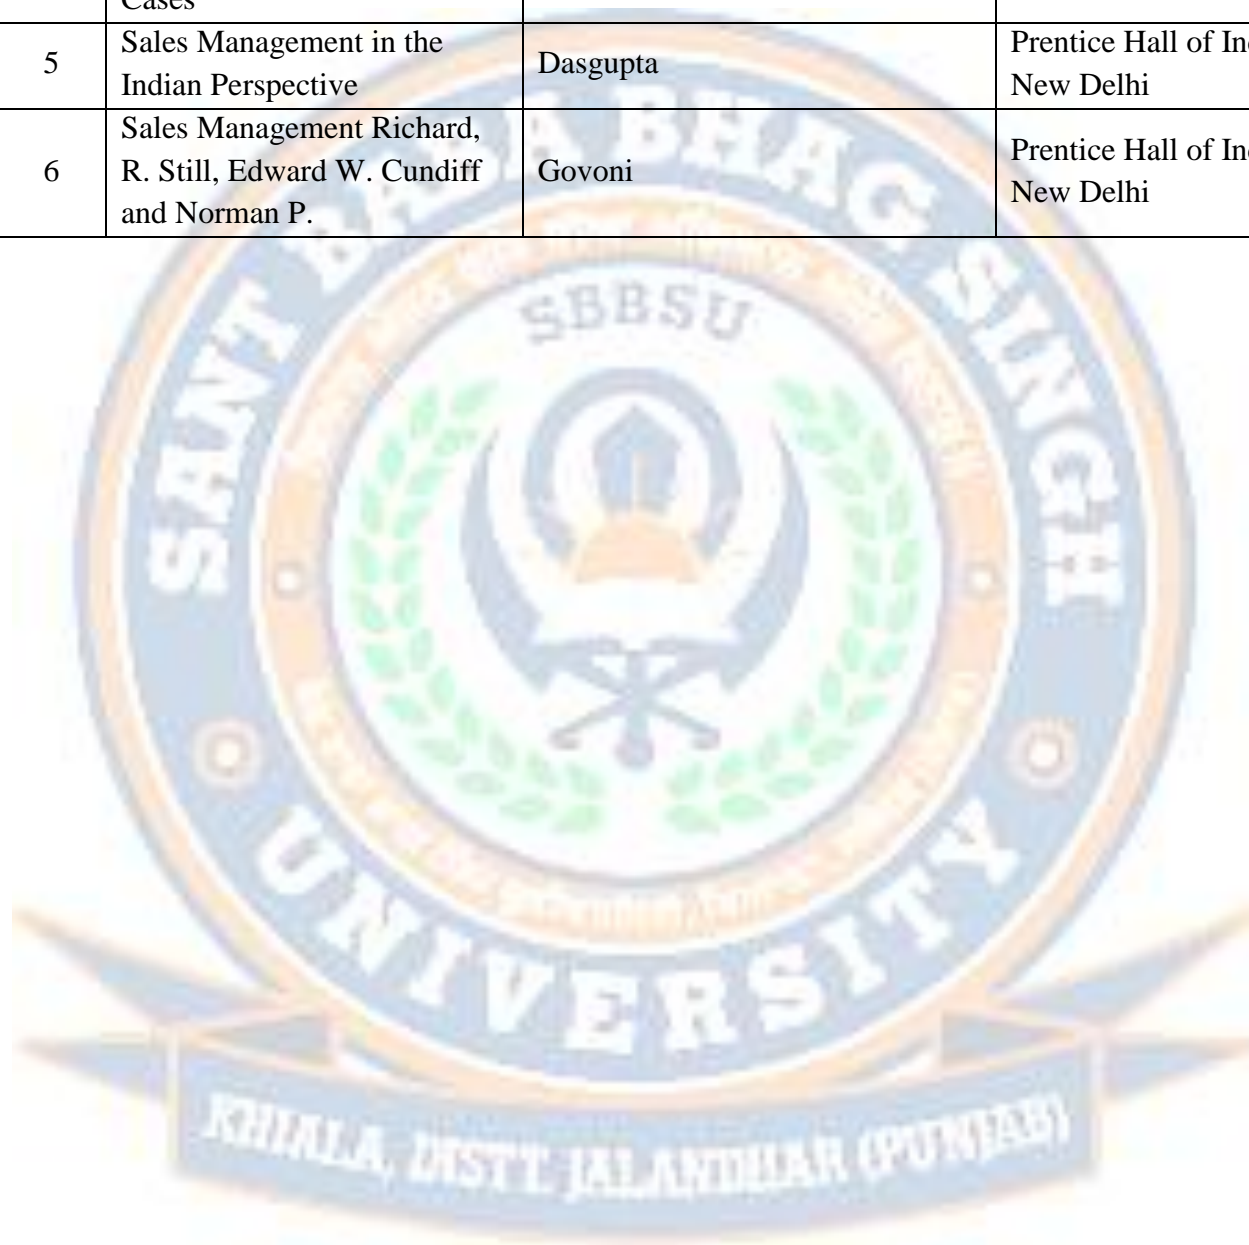 Cases
5
Sales Management in the
Indian Perspective
Dasgupta
Prentice Hall of In
New Delhi
6
Sales Management Richard,
R. Still, Edward W. Cundiff
and Norman P.
Govoni
Prentice Hall of In
New Delhi
SANT BABA BHAG SINGH
SBBSU
UNIVERSITY
KHIALA, DISTT. JALANDHAR (PUNJAB)